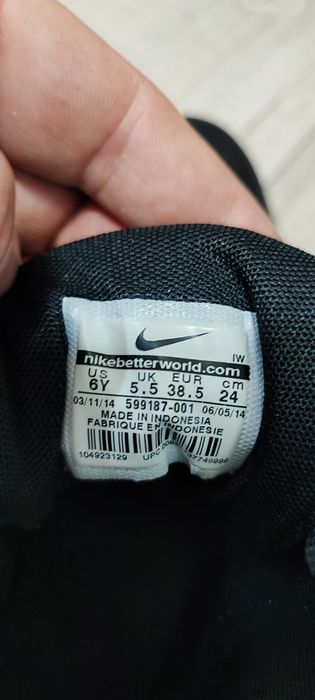 IW
nikebetterworld.com
US UK EUR cm
6Y 5.5 38.5 24
03/11/14 599187-001 06/05/14
MADE IN INDONESIA
FABRIQUE EN INDONESIE
104923129 UPC